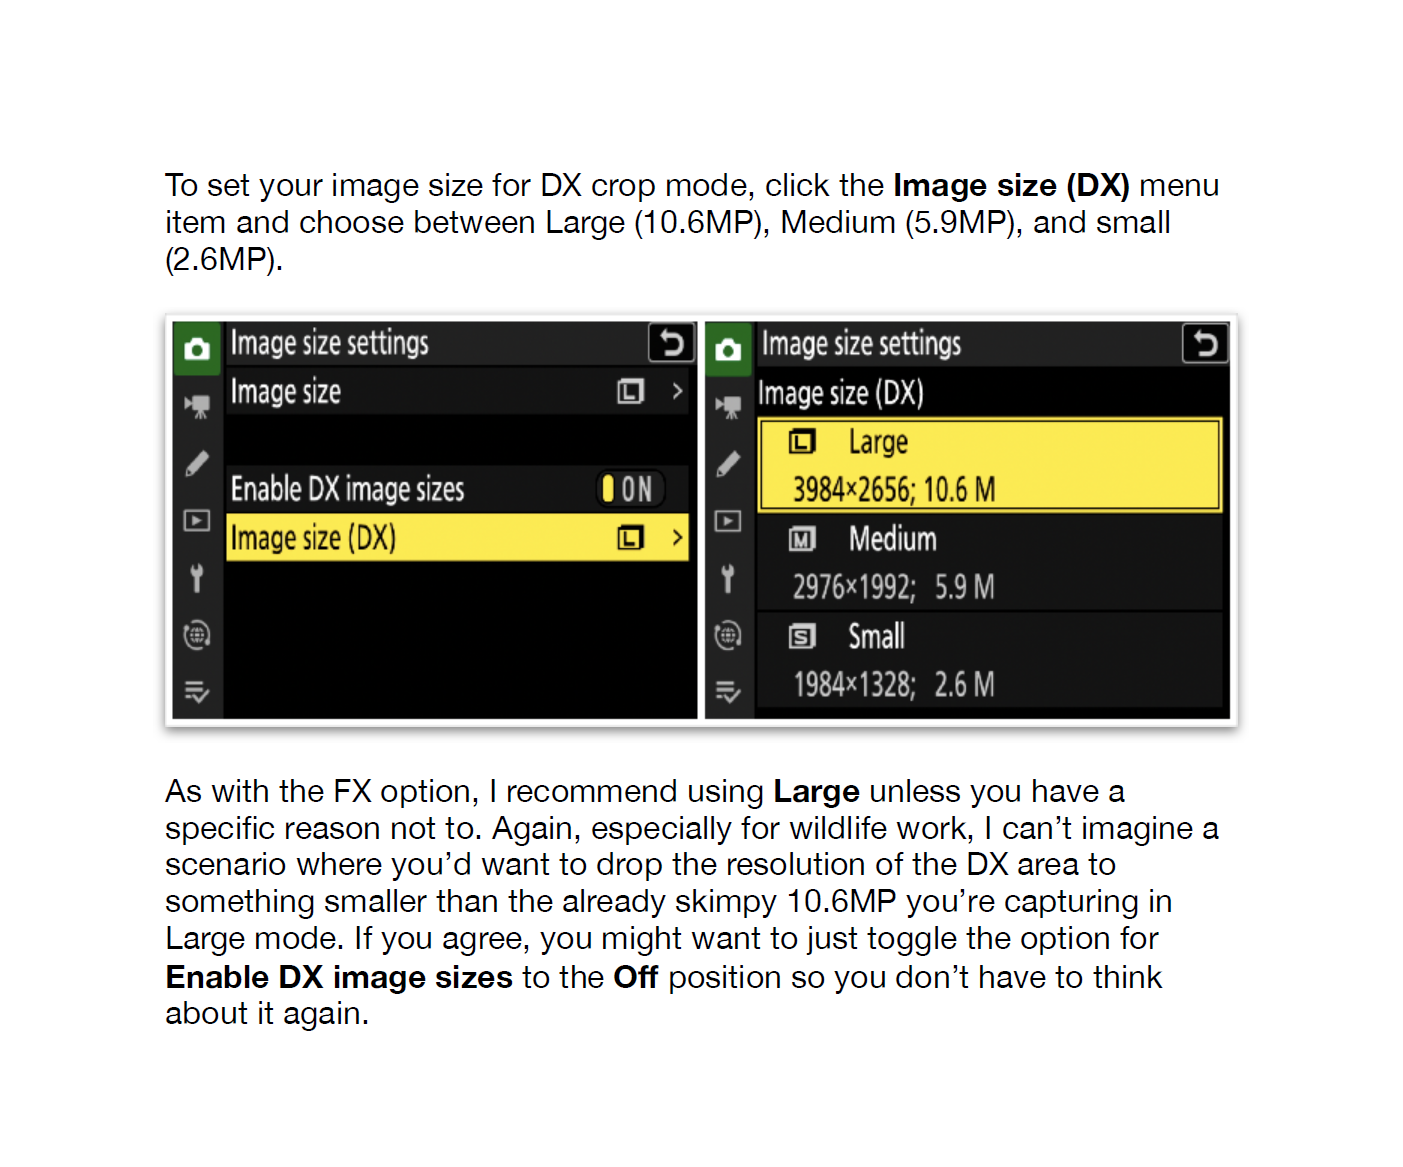 To set your image size for DX crop mode, click the Image size (DX) menu
item and choose between Large (10.6MP), Medium (5.9MP), and small
(2.6MP).
Image size settings
Image size L >
Enable DX image sizes ON
Image size (DX) L >
Image size settings
Image size (DX)
L Large
3984×2656; 10.6 M
M Medium
2976×1992; 5.9 M
S Small
1984×1328; 2.6 M
As with the FX option, I recommend using Large unless you have a
specific reason not to. Again, especially for wildlife work, I can’t imagine a
scenario where you’d want to drop the resolution of the DX area to
something smaller than the already skimpy 10.6MP you’re capturing in
Large mode. If you agree, you might want to just toggle the option for
Enable DX image sizes to the Off position so you don’t have to think
about it again.